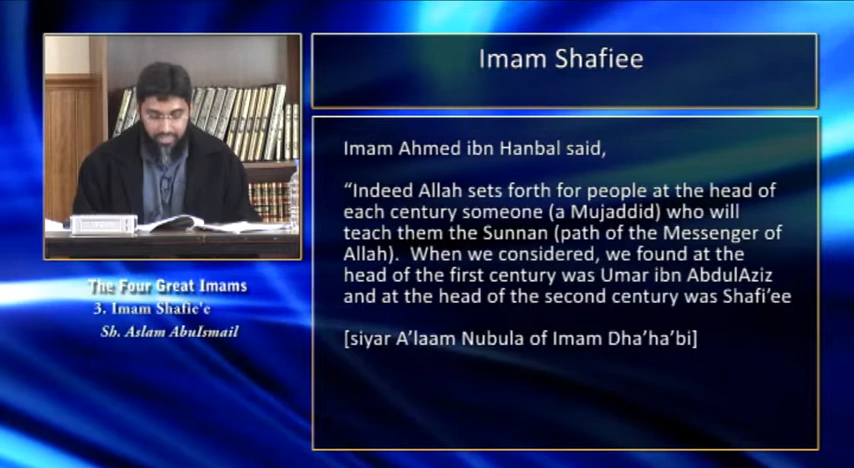 Imam Shafiee
Imam Ahmed ibn Hanbal said,
“Indeed Allah sets forth for people at the head of
each century someone (a Mujaddid) who will
teach them the Sunnan (path of the Messenger of
Allah).  When we considered, we found at the
head of the first century was Umar ibn AbdulAziz
and at the head of the second century was Shafi’ee
[siyar A’laam Nubula of Imam Dha’ha’bi]
The Four Great Imams
3. Imam Shafie'e
Sh. Aslam AbuIsmail